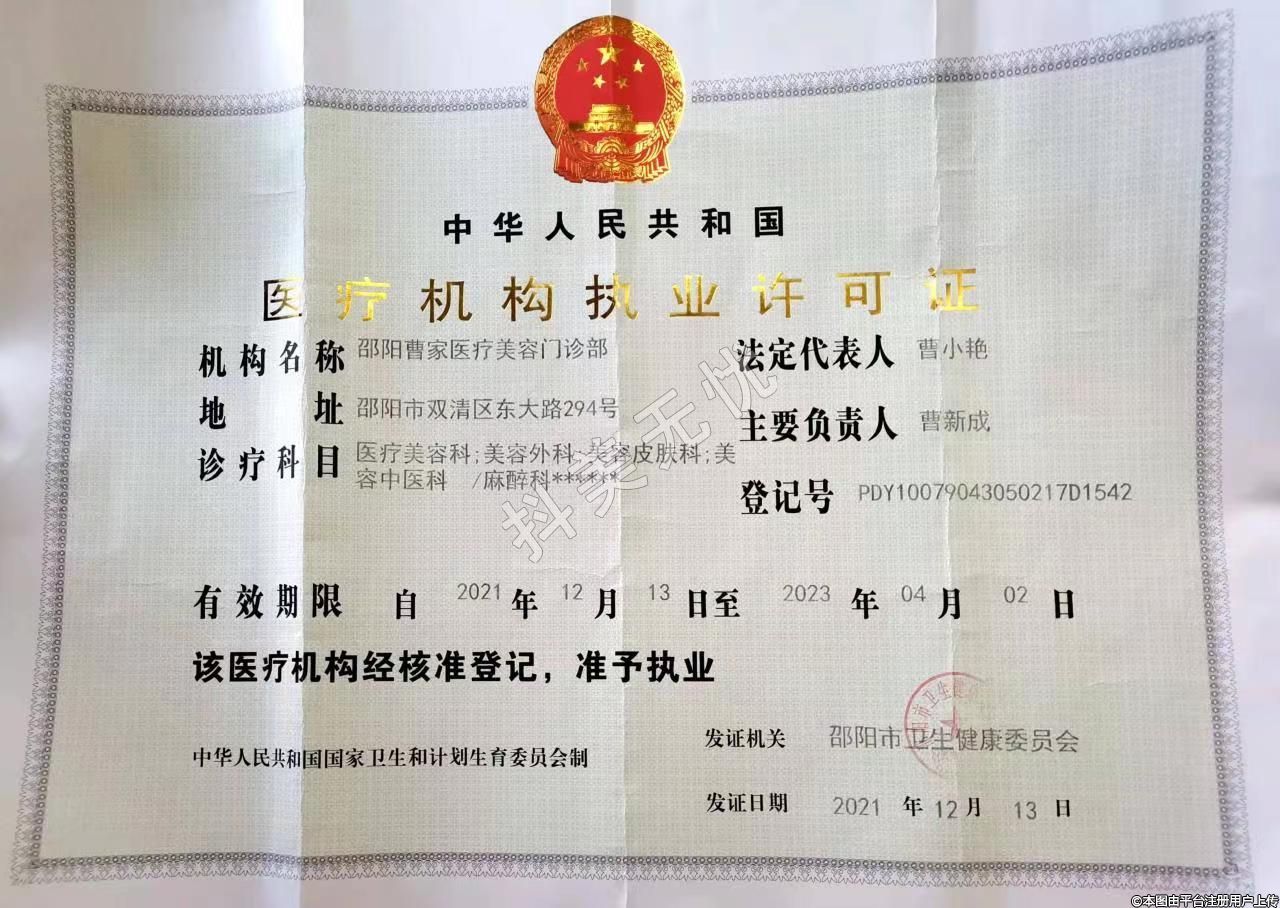 中华人民共和国
医疗机构执业许可证
机构名称 邵阳曹家医疗美容门诊部
法定代表人 曹小艳
地址 邵阳市双清区东大路294号
主要负责人 曹新成
诊疗科目 医疗美容科;美容外科;美容皮肤科;美
容中医科 /麻醉科******
登记号 PDY10079043050217D1542
抖美无忧
有效期限 自 2021 年 12 月 13 日至 2023 年 04 月 02 日
该医疗机构经核准登记，准予执业
发证机关 邵阳市卫生健康委员会
中华人民共和国国家卫生和计划生育委员会制
发证日期 2021 年 12 月 13 日
©本图由平台注册用户上传